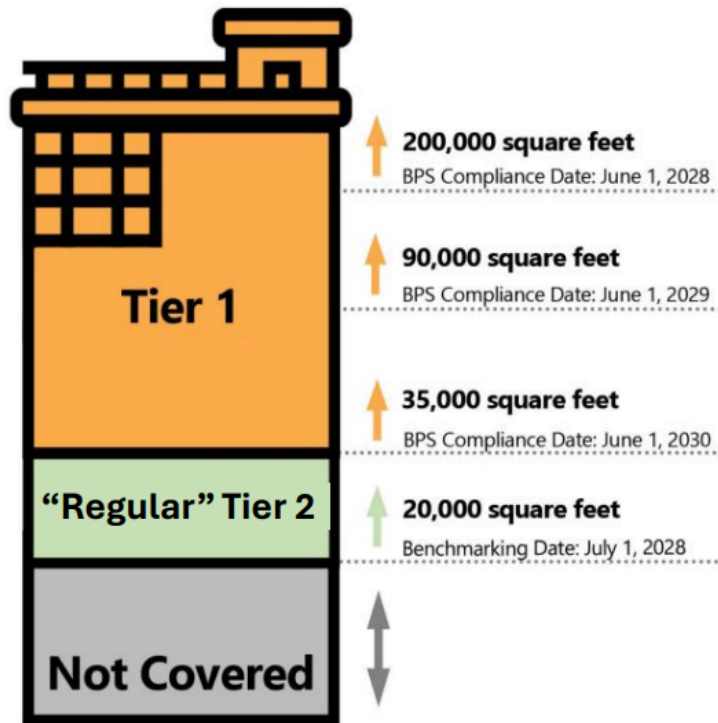 200,000 square feet
BPS Compliance Date: June 1, 2028
90,000 square feet
BPS Compliance Date: June 1, 2029
Tier 1
35,000 square feet
BPS Compliance Date: June 1, 2030
“Regular” Tier 2
20,000 square feet
Benchmarking Date: July 1, 2028
Not Covered